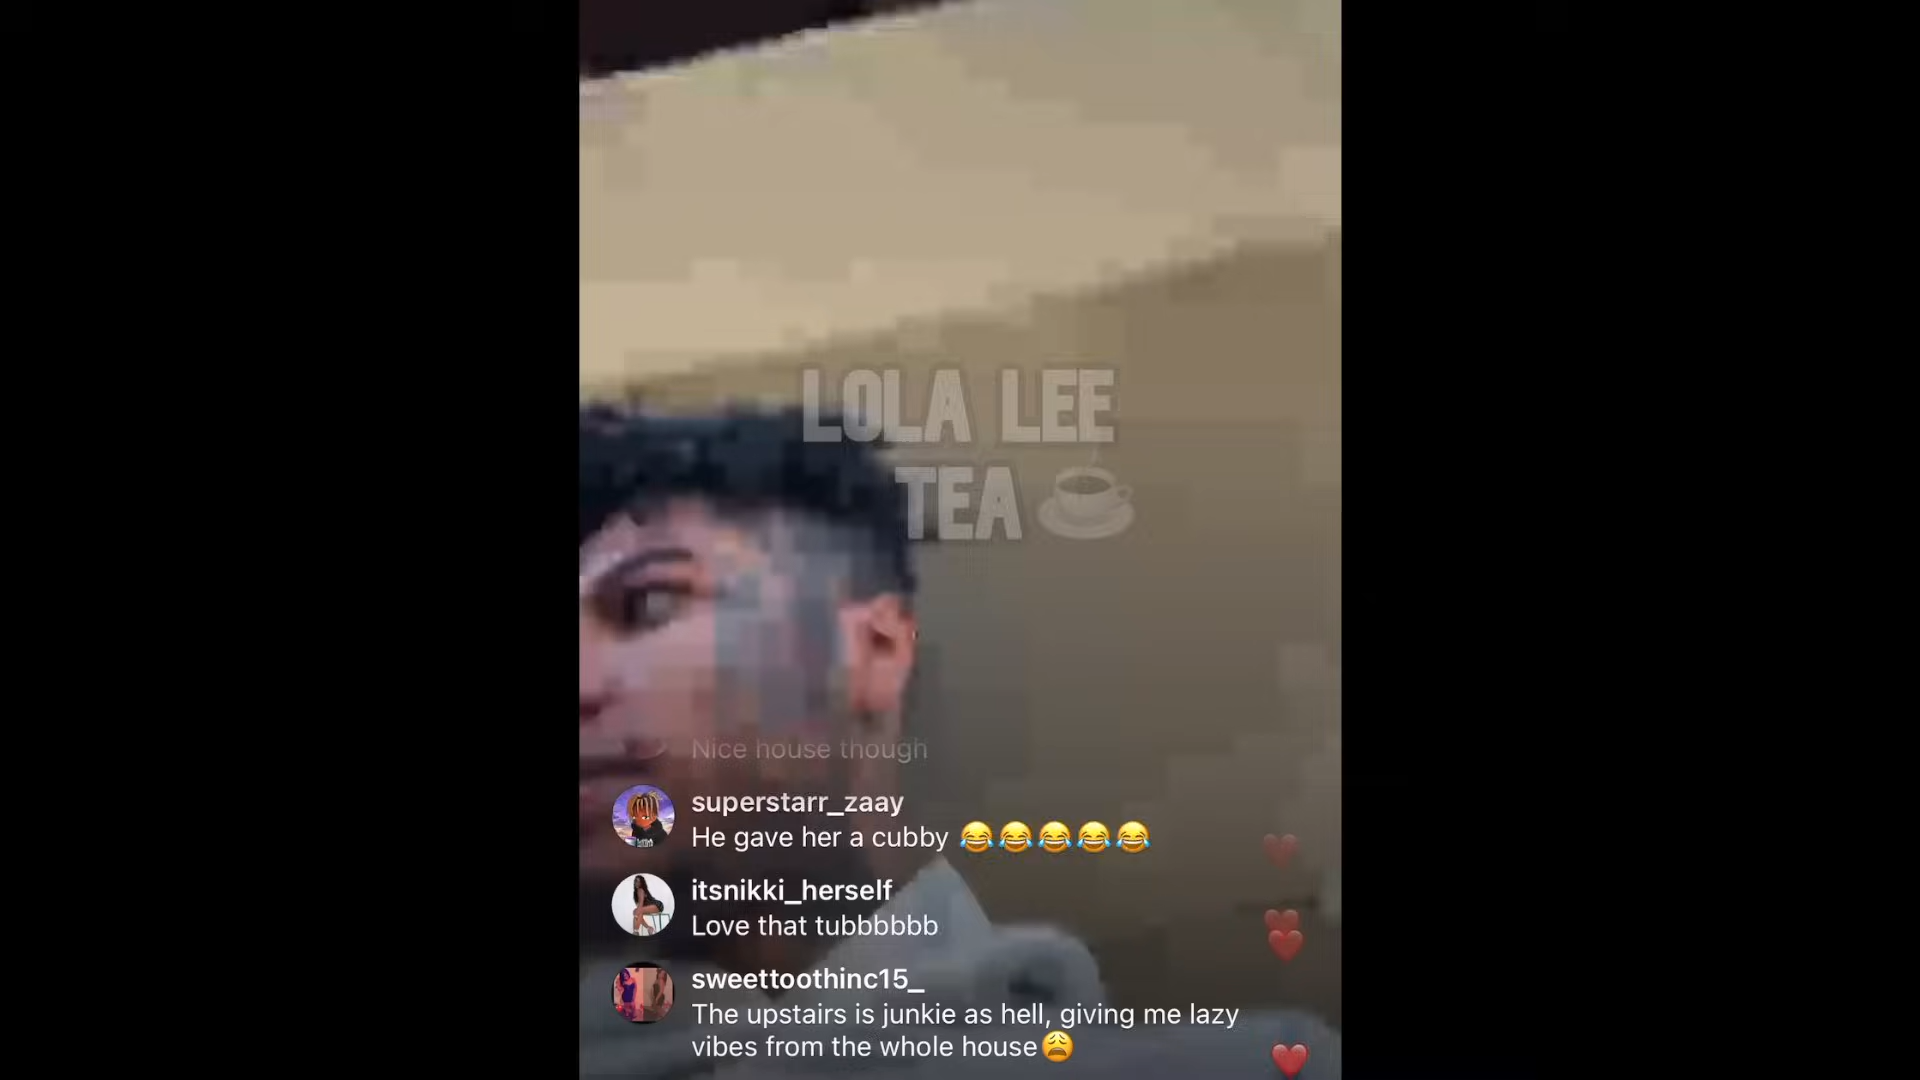 LOLA LEE
TEA
Nice house though
superstarr_zaay
He gave her a cubby 😂😂😂😂😂
itsnikki_herself
Love that tubbbbbb
sweettoothinc15_
The upstairs is junkie as hell, giving me lazy
vibes from the whole house😩